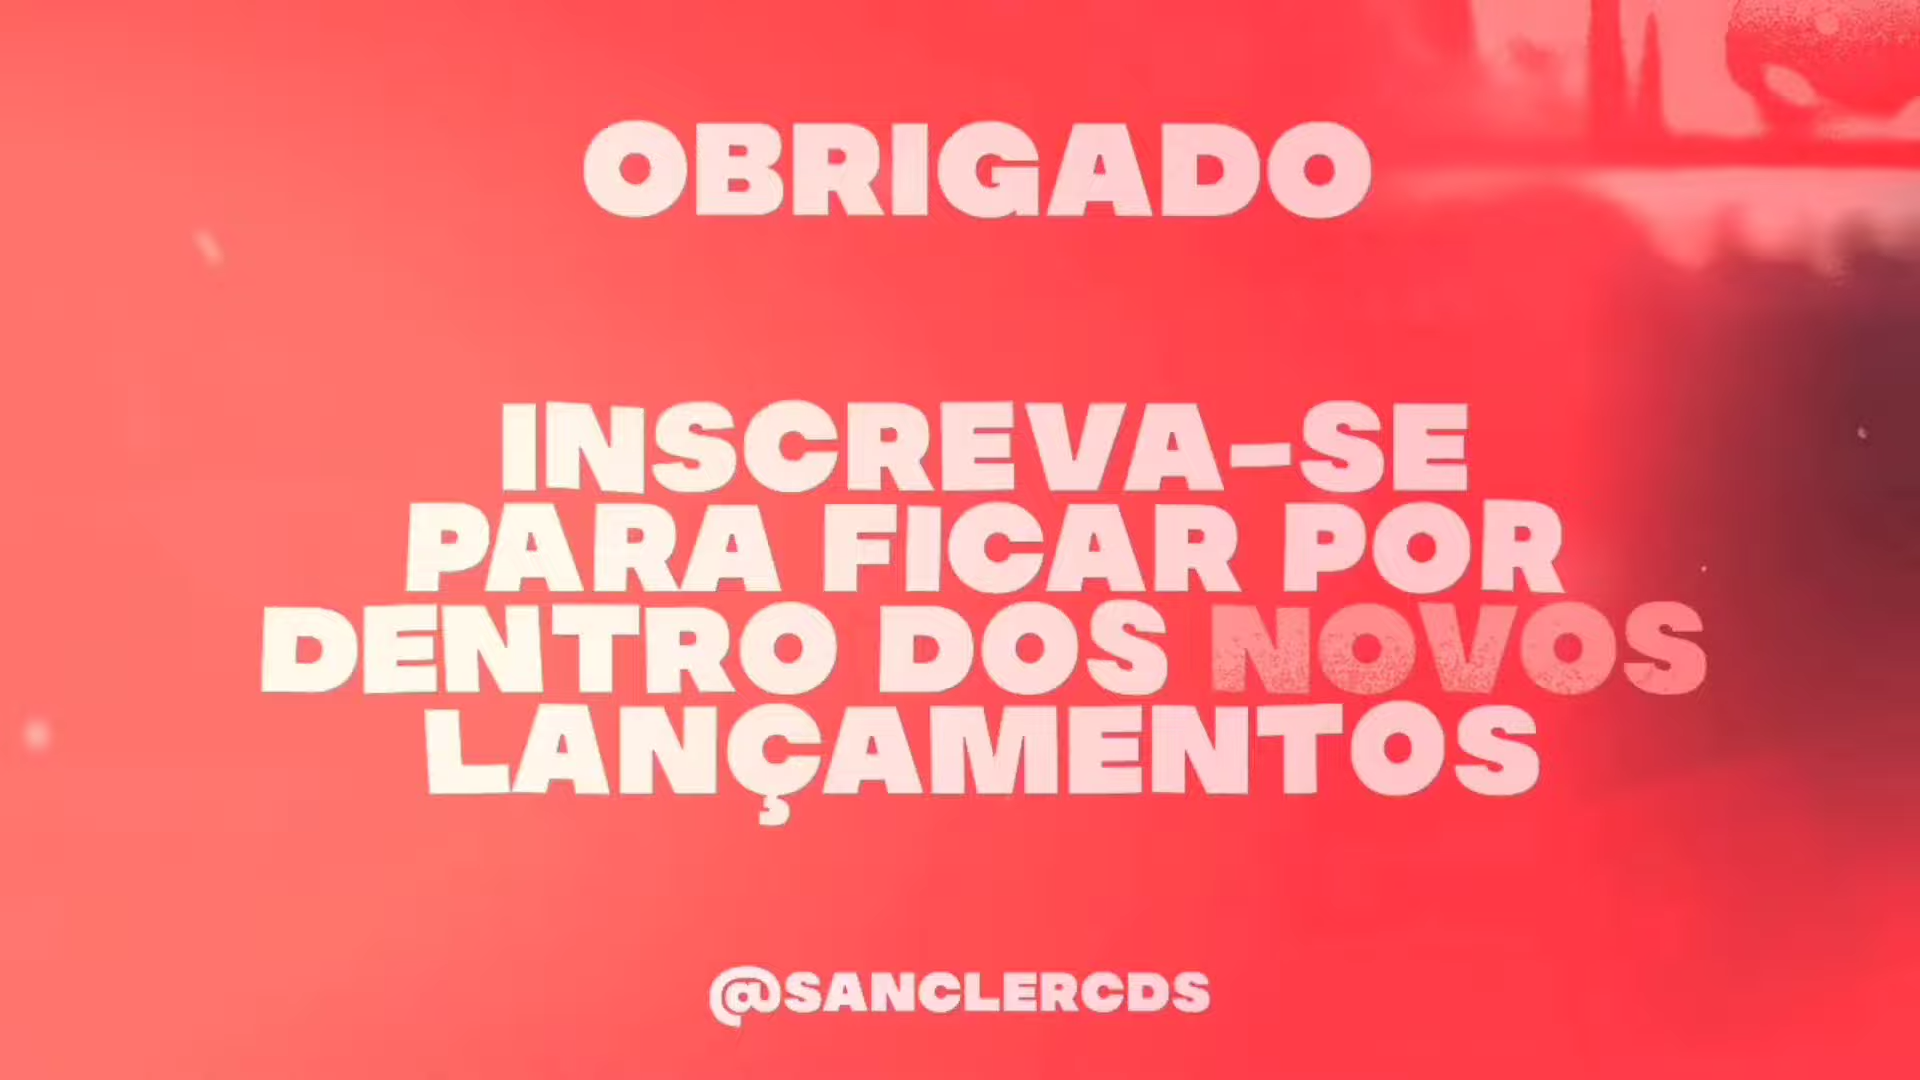 OBRIGADO
INSCREVA-SE
PARA FICAR POR
DENTRO DOS NOVOS
LANÇAMENTOS
@SANCLERCDS